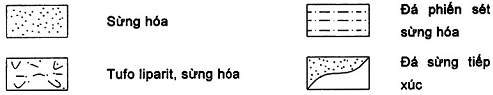 Sừng hóa
Đá phiến sét
sừng hóa
Tufo liparit, sừng hóa
Đá sừng tiếp
xúc